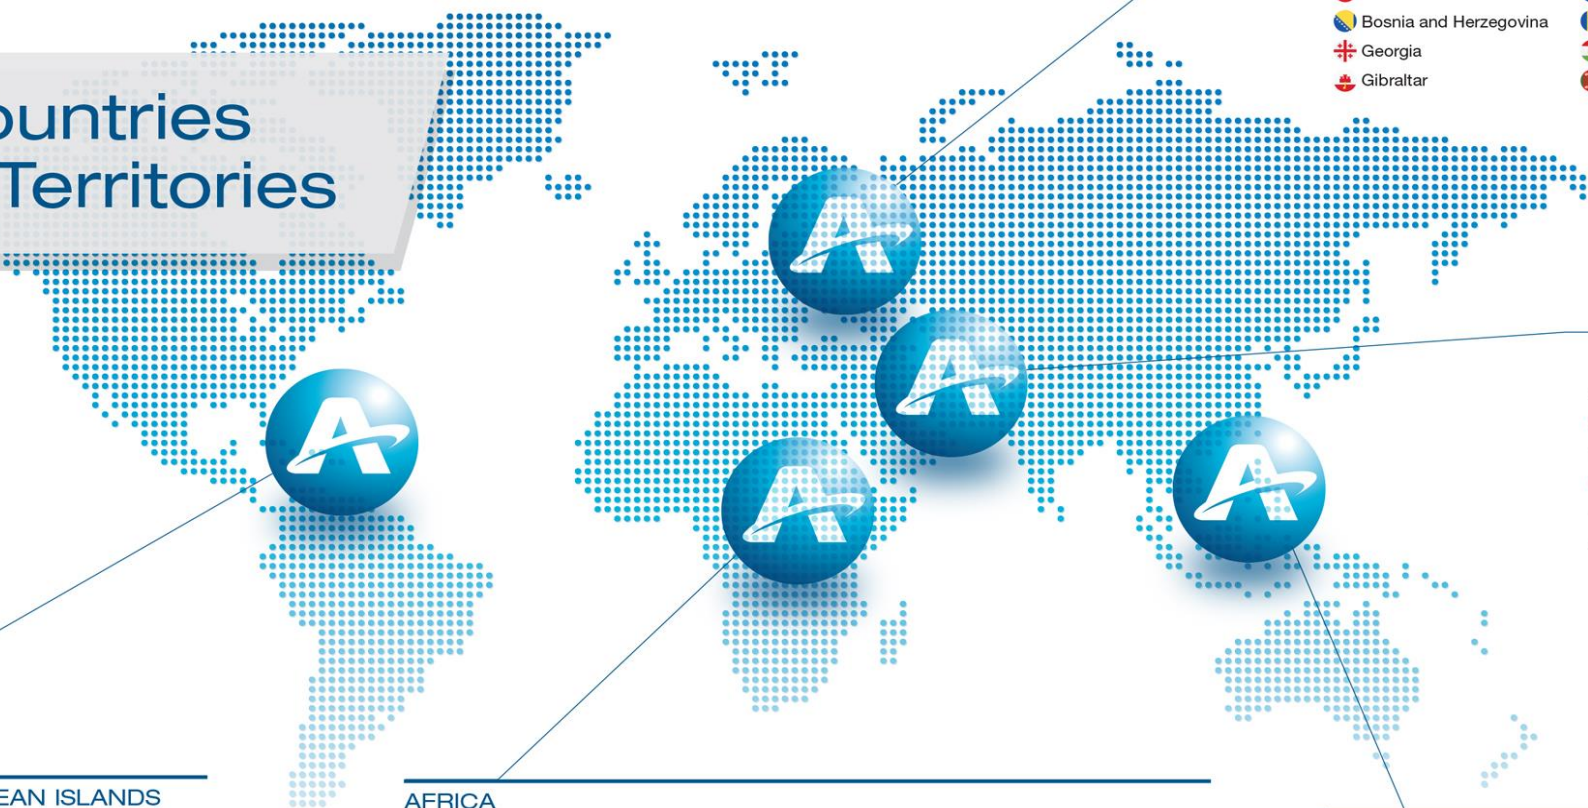 Bosnia and Herzegovina
Georgia
Gibraltar
ountries
Territories
A
A
A
A
A
EAN ISLANDS
AFRICA